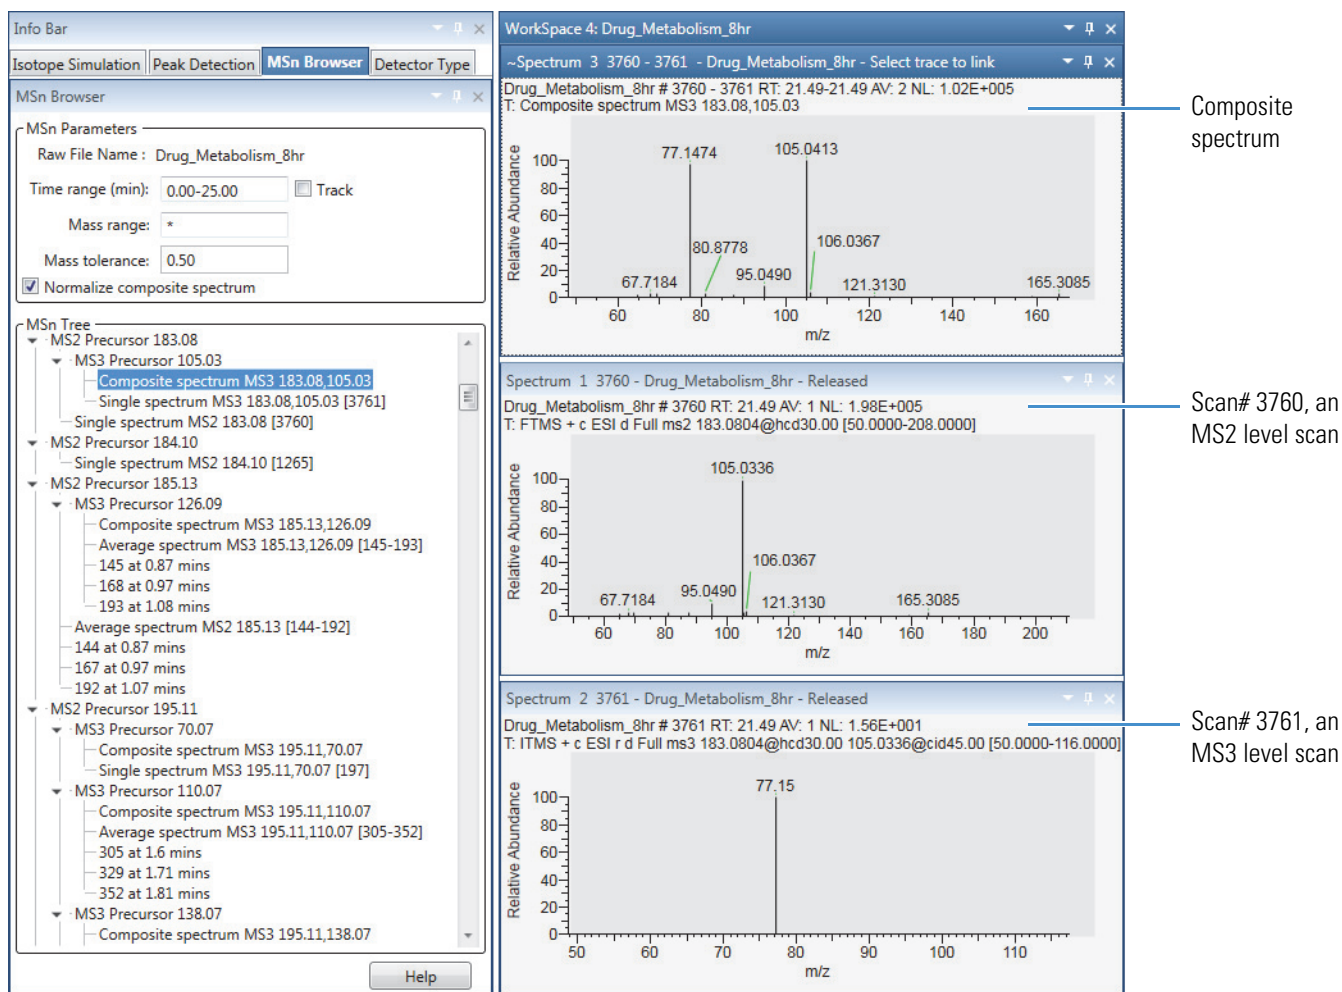 Info Bar
Isotope Simulation Peak Detection MSn Browser Detector Type
MSn Browser
MSn Parameters
Raw File Name : Drug_Metabolism_8hr
Time range (min): 0.00-25.00 Track
Mass range: *
Mass tolerance: 0.50
Normalize composite spectrum
MSn Tree
MS2 Precursor 183.08
MS3 Precursor 105.03
Composite spectrum MS3 183.08,105.03
Single spectrum MS3 183.08,105.03 [3761]
Single spectrum MS2 183.08 [3760]
MS2 Precursor 184.10
Single spectrum MS2 184.10 [1265]
MS2 Precursor 185.13
MS3 Precursor 126.09
Composite spectrum MS3 185.13,126.09
Average spectrum MS3 185.13,126.09 [145-193]
145 at 0.87 mins
168 at 0.97 mins
193 at 1.08 mins
Average spectrum MS2 185.13 [144-192]
144 at 0.87 mins
167 at 0.97 mins
192 at 1.07 mins
MS2 Precursor 195.11
MS3 Precursor 70.07
Composite spectrum MS3 195.11,70.07
Single spectrum MS3 195.11,70.07 [197]
MS3 Precursor 110.07
Composite spectrum MS3 195.11,110.07
Average spectrum MS3 195.11,110.07 [305-352]
305 at 1.6 mins
329 at 1.71 mins
352 at 1.81 mins
MS3 Precursor 138.07
Composite spectrum MS3 195.11,138.07
Help
WorkSpace 4: Drug_Metabolism_8hr
~Spectrum 3 3760 - 3761 - Drug_Metabolism_8hr - Select trace to link
Drug_Metabolism_8hr # 3760 - 3761 RT: 21.49-21.49 AV: 2 NL: 1.02E+005
T: Composite spectrum MS3 183.08,105.03
Relative Abundance
100
80
60
40
20
0
77.1474
105.0413
80.8778
106.0367
67.7184
95.0490
121.3130
165.3085
60 80 100 120 140 160
m/z
Composite
spectrum
Spectrum 1 3760 - Drug_Metabolism_8hr - Released
Drug_Metabolism_8hr # 3760 RT: 21.49 AV: 1 NL: 1.98E+005
T: FTMS + c ESI d Full ms2 183.0804@hcd30.00 [50.0000-208.0000]
Relative Abundance
100
80
60
40
20
0
105.0336
106.0367
67.7184
95.0490
121.3130
165.3085
60 80 100 120 140 160 180 200
m/z
Scan# 3760, an
MS2 level scan
Spectrum 2 3761 - Drug_Metabolism_8hr - Released
Drug_Metabolism_8hr # 3761 RT: 21.49 AV: 1 NL: 1.56E+001
T: ITMS + c ESI r d Full ms3 183.0804@hcd30.00 105.0336@cid45.00 [50.0000-116.0000]
Relative Abundance
100
80
60
40
20
0
77.15
50 60 70 80 90 100 110
m/z
Scan# 3761, an
MS3 level scan